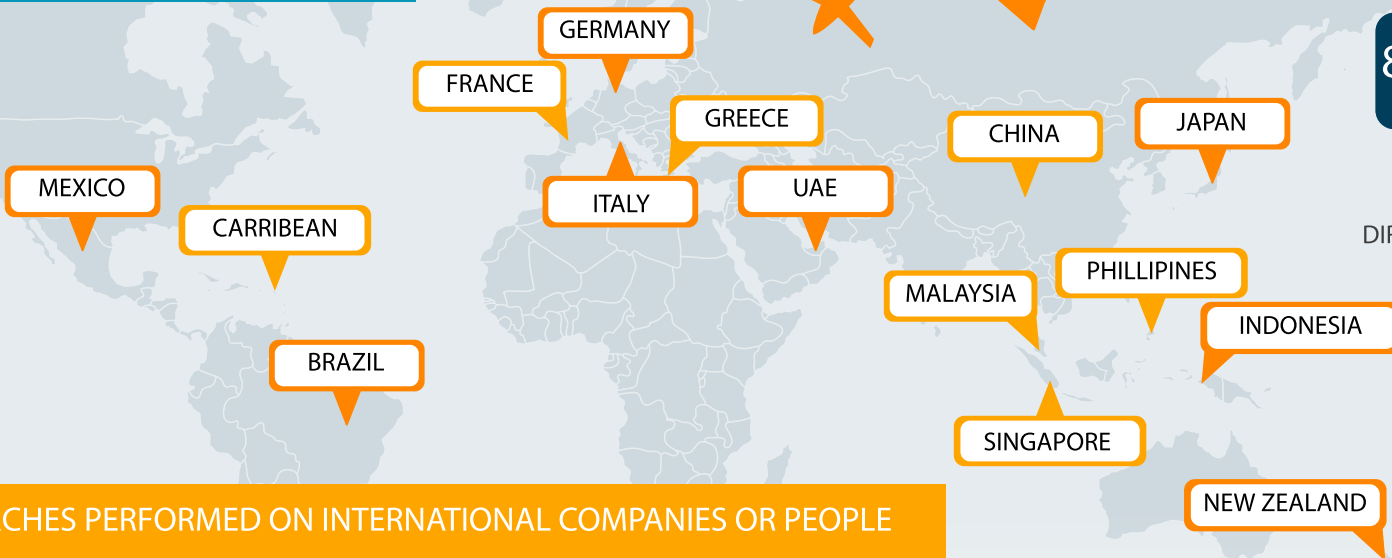 GERMANY
FRANCE
GREECE
CHINA
JAPAN
MEXICO
ITALY
UAE
CARRIBEAN
MALAYSIA
PHILLIPINES
INDONESIA
BRAZIL
SINGAPORE
NEW ZEALAND
PERFORMED ON INTERNATIONAL COMPANIES OR PEOPLE